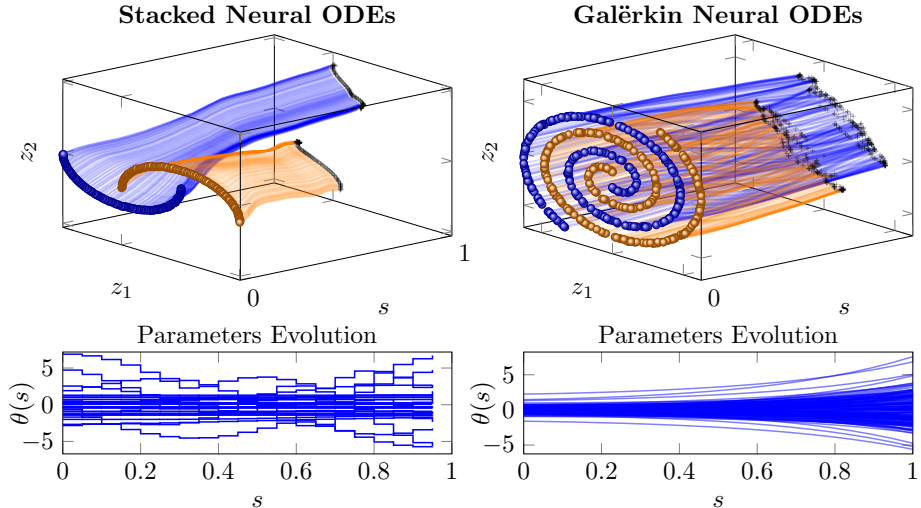 Stacked Neural ODEs
Galërkin Neural ODEs
z2
z1
0
s
1
z2
z1
0
s
Parameters Evolution
Parameters Evolution
θ(s)
5
0
−5
0
0.2
0.4
0.6
0.8
1
s
θ(s)
5
0
−5
0
0.2
0.4
0.6
0.8
1
s